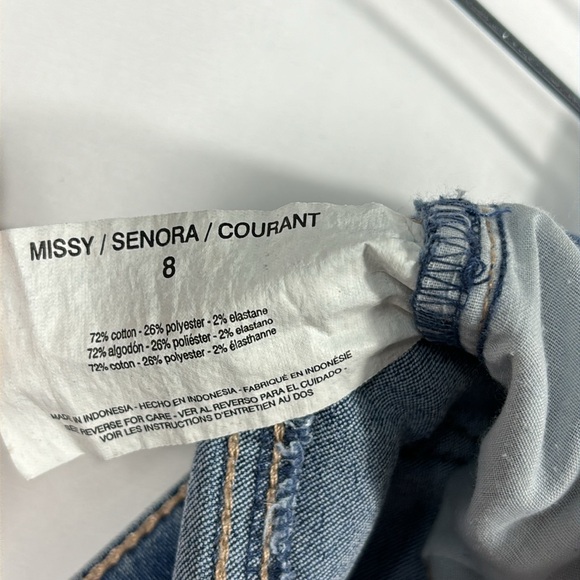 MISSY / SENORA / COURANT
8
72% cotton - 26% polyester - 2% elastane
72% algodón - 26% poliéster - 2% elastano
72% coton - 26% polyester - 2% élasthanne
MADE IN INDONESIA - HECHO EN INDONESIA - FABRIQUÉ EN INDONÉSIE
SEE REVERSE FOR CARE - VER AL REVERSO PARA EL CUIDADO -
VOIR LES INSTRUCTIONS D'ENTRETIEN AU DOS